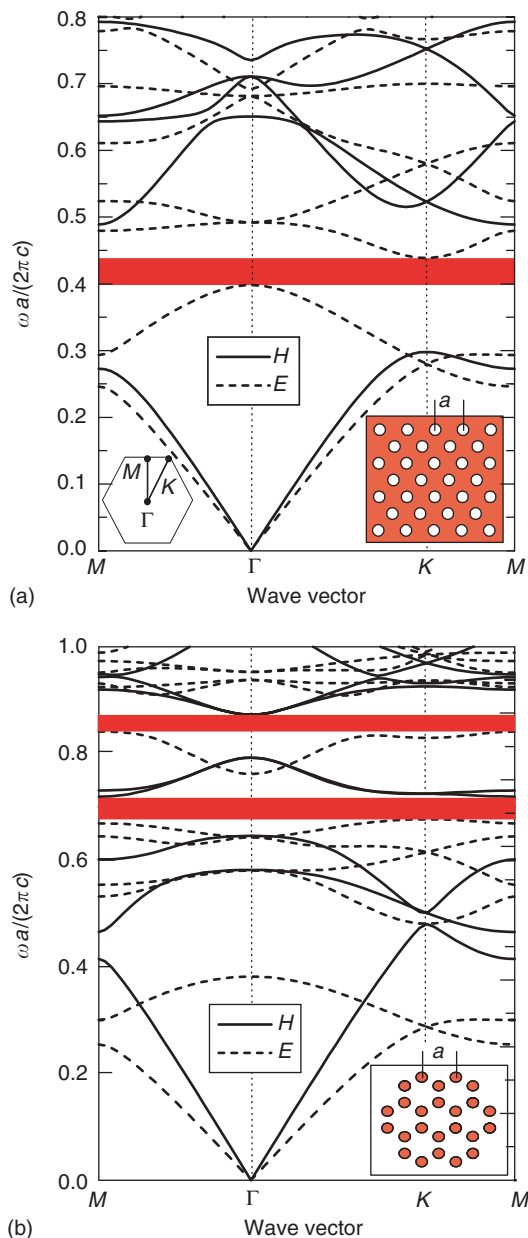 0.8
0.7
0.6
0.5
0.4
0.3
0.2
0.1
0.0
ωa/(2πc)
H
E
a
M
K
Γ
M
Γ
K
M
(a)
Wave vector
1.0
0.8
0.6
0.4
0.2
0.0
ωa/(2πc)
H
E
a
M
Γ
K
M
(b)
Wave vector